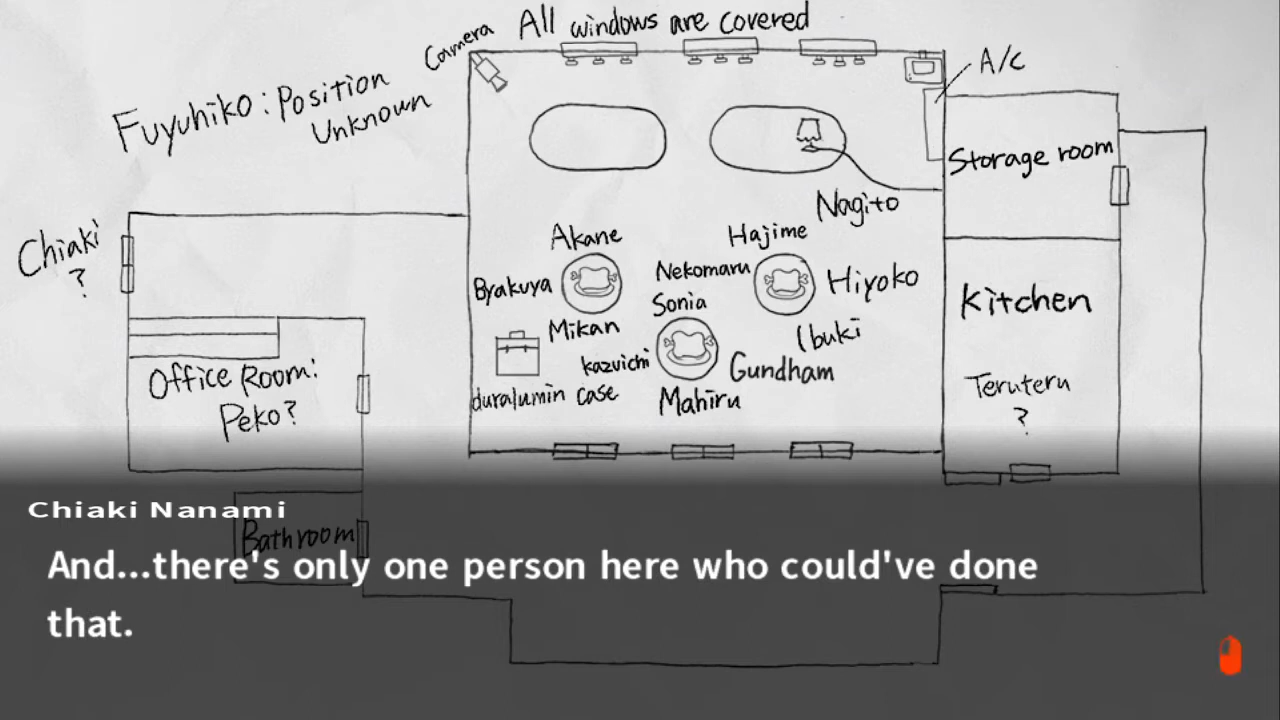 All windows are covered
Camera
A/C
Fuyuhiko: Position
Unknown
Storage room
Nagito
Chiaki
?
Akane
Hajime
Byakuya
Nekomaru
Hiyoko
Sonia
Kitchen
Mikan
Ibuki
kazuichi
Gundham
duralumin case
Mahiru
Office Room:
Peko?
Teruteru
?
Chiaki Nanami
Bathroom
And...there's only one person here who could've done
that.